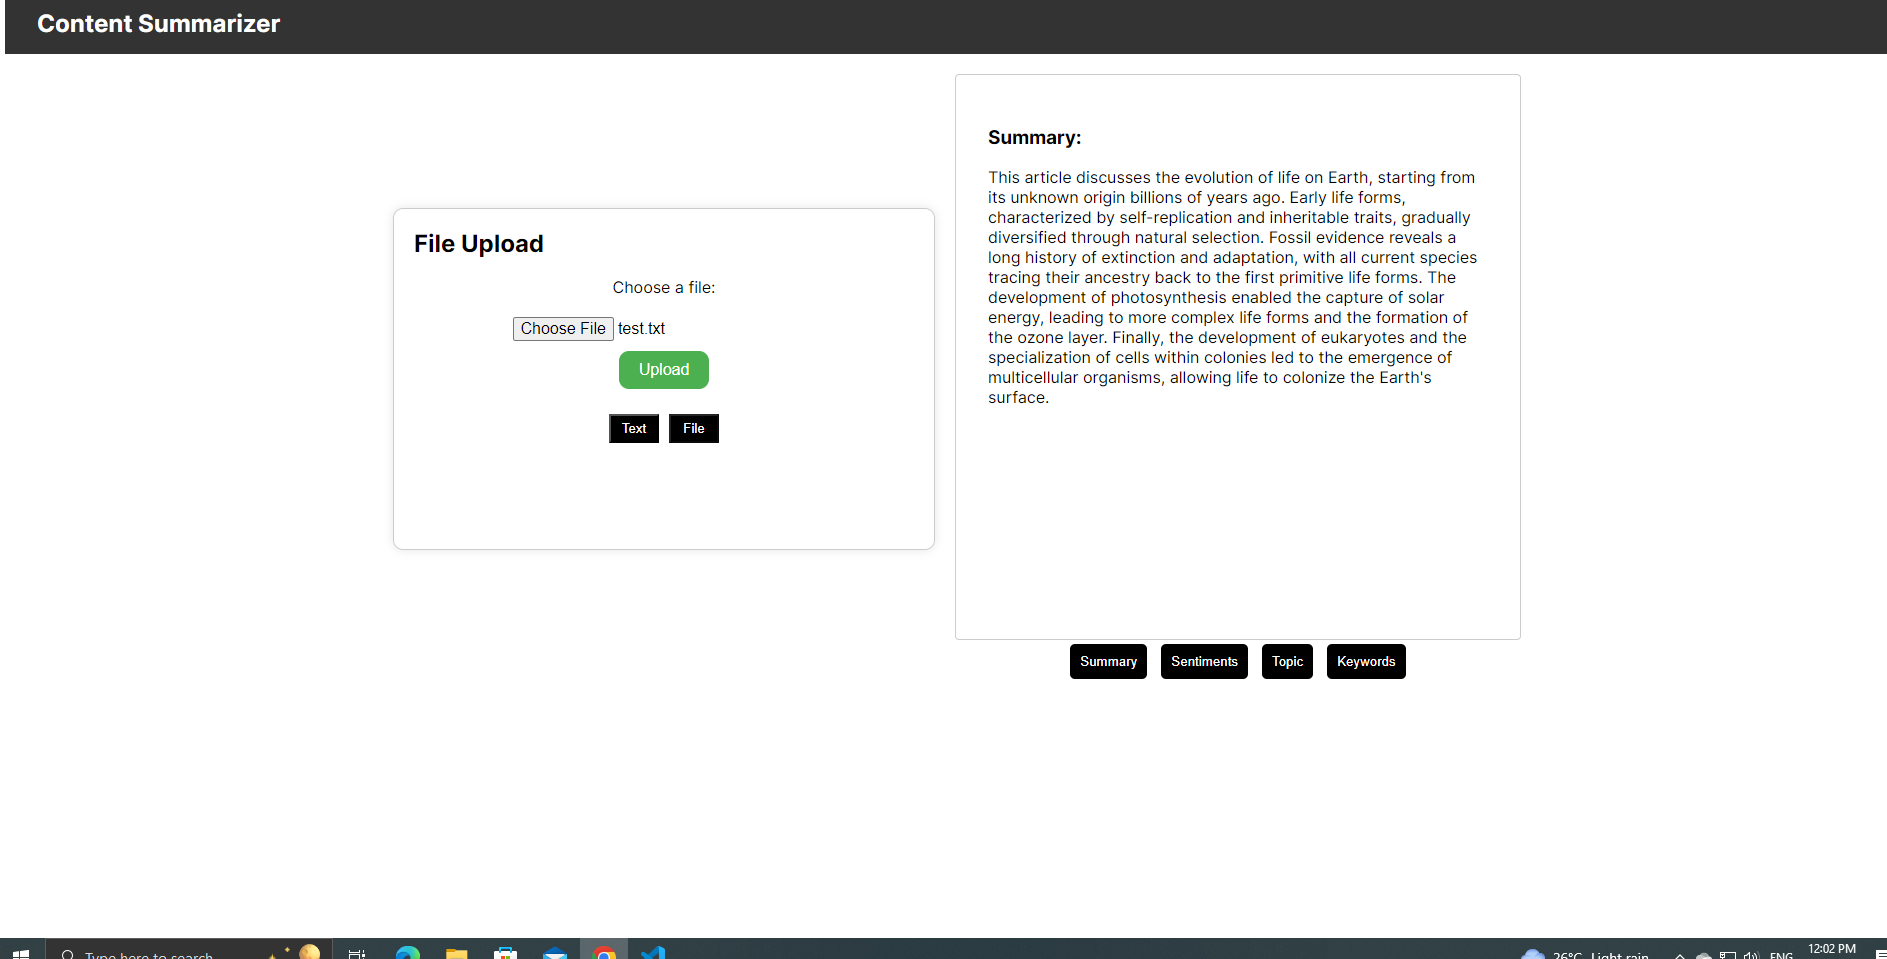 Content Summarizer
File Upload
Choose a file:
Choose File test.txt
Upload
Text File
Summary:
This article discusses the evolution of life on Earth, starting from
its unknown origin billions of years ago. Early life forms,
characterized by self-replication and inheritable traits, gradually
diversified through natural selection. Fossil evidence reveals a
long history of extinction and adaptation, with all current species
tracing their ancestry back to the first primitive life forms. The
development of photosynthesis enabled the capture of solar
energy, leading to more complex life forms and the formation of
the ozone layer. Finally, the development of eukaryotes and the
specialization of cells within colonies led to the emergence of
multicellular organisms, allowing life to colonize the Earth's
surface.
Summary Sentiments Topic Keywords
Type here to search
26°C Light rain
ENG
12:02 PM